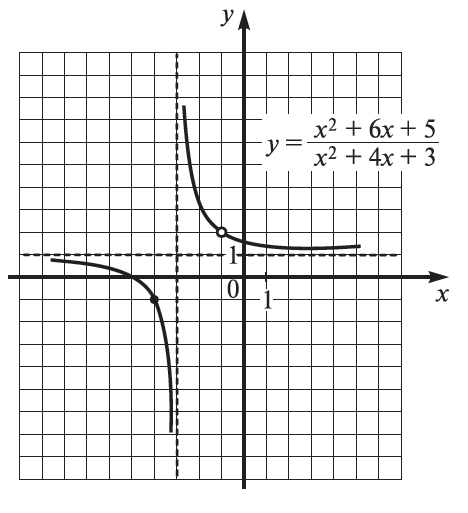 y
y = x² + 6x + 5 / x² + 4x + 3
1
0
1
x